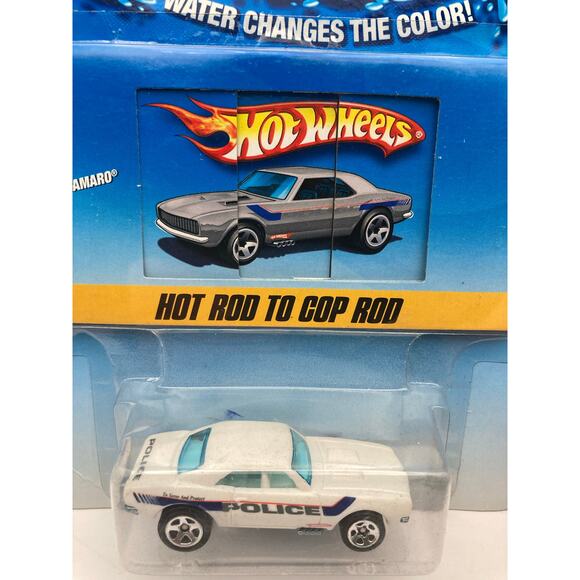 WATER CHANGES THE COLOR!
HOT WHEELS®
AMARO®
HOT ROD TO COP ROD
POLICE
To Serve And Protect
POLICE